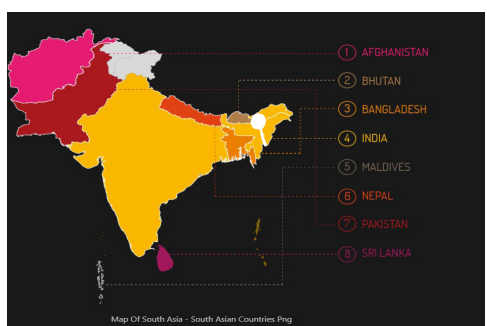 1 AFGHANISTAN
2 BHUTAN
3 BANGLADESH
4 INDIA
5 MALDIVES
6 NEPAL
7 PAKISTAN
8 SRI LANKA
Map Of South Asia - South Asian Countries Png